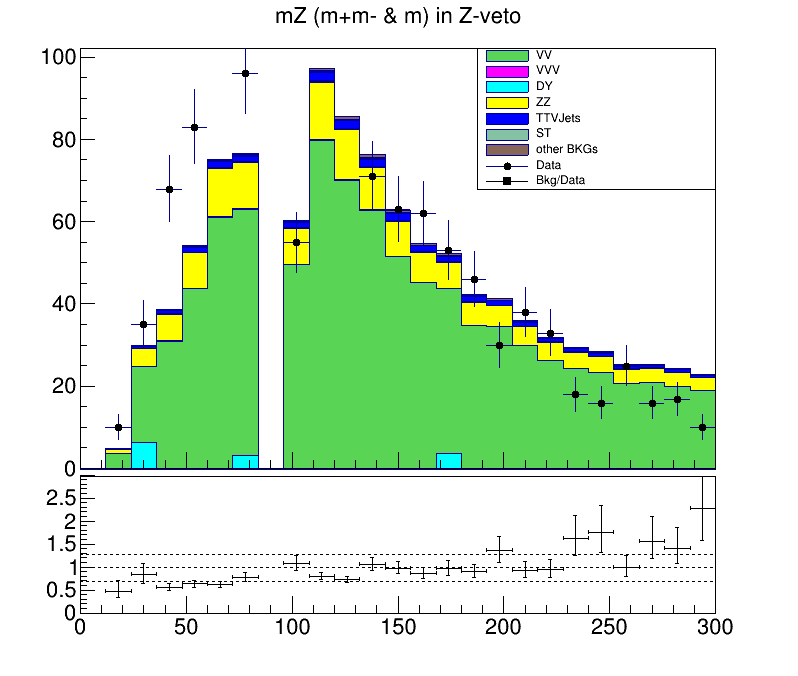 mZ (m+m- & m) in Z-veto
100
80
60
40
20
0
VV
VVV
DY
ZZ
TTVJets
ST
other BKGs
Data
Bkg/Data
2.5
2
1.5
1
0.5
0
0 50 100 150 200 250 300